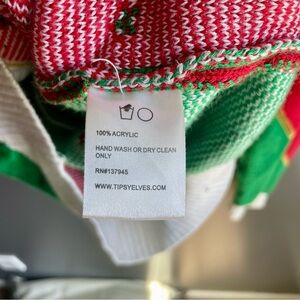 100% ACRYLIC
HAND WASH OR DRY CLEAN
ONLY
RN#137945
WWW.TIPSYELVES.COM